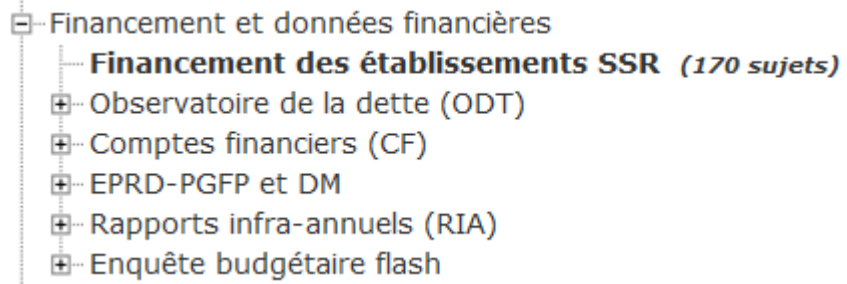 Financement et données financières
Financement des établissements SSR (170 sujets)
Observatoire de la dette (ODT)
Comptes financiers (CF)
EPRD-PGFP et DM
Rapports infra-annuels (RIA)
Enquête budgétaire flash